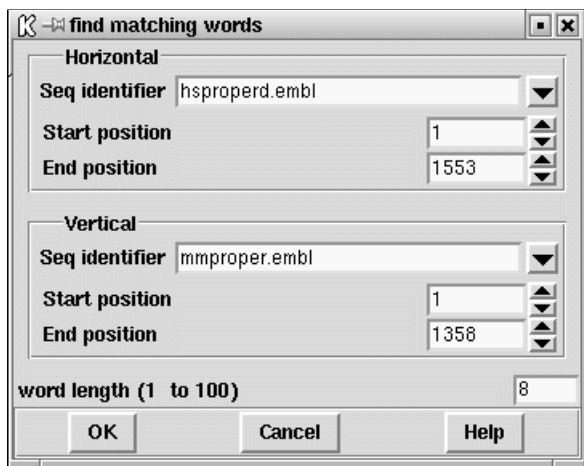 find matching words
Horizontal
Seq identifier hsproperd.embl
Start position 1
End position 1553
Vertical
Seq identifier mmproper.embl
Start position 1
End position 1358
word length (1 to 100) 8
OK Cancel Help